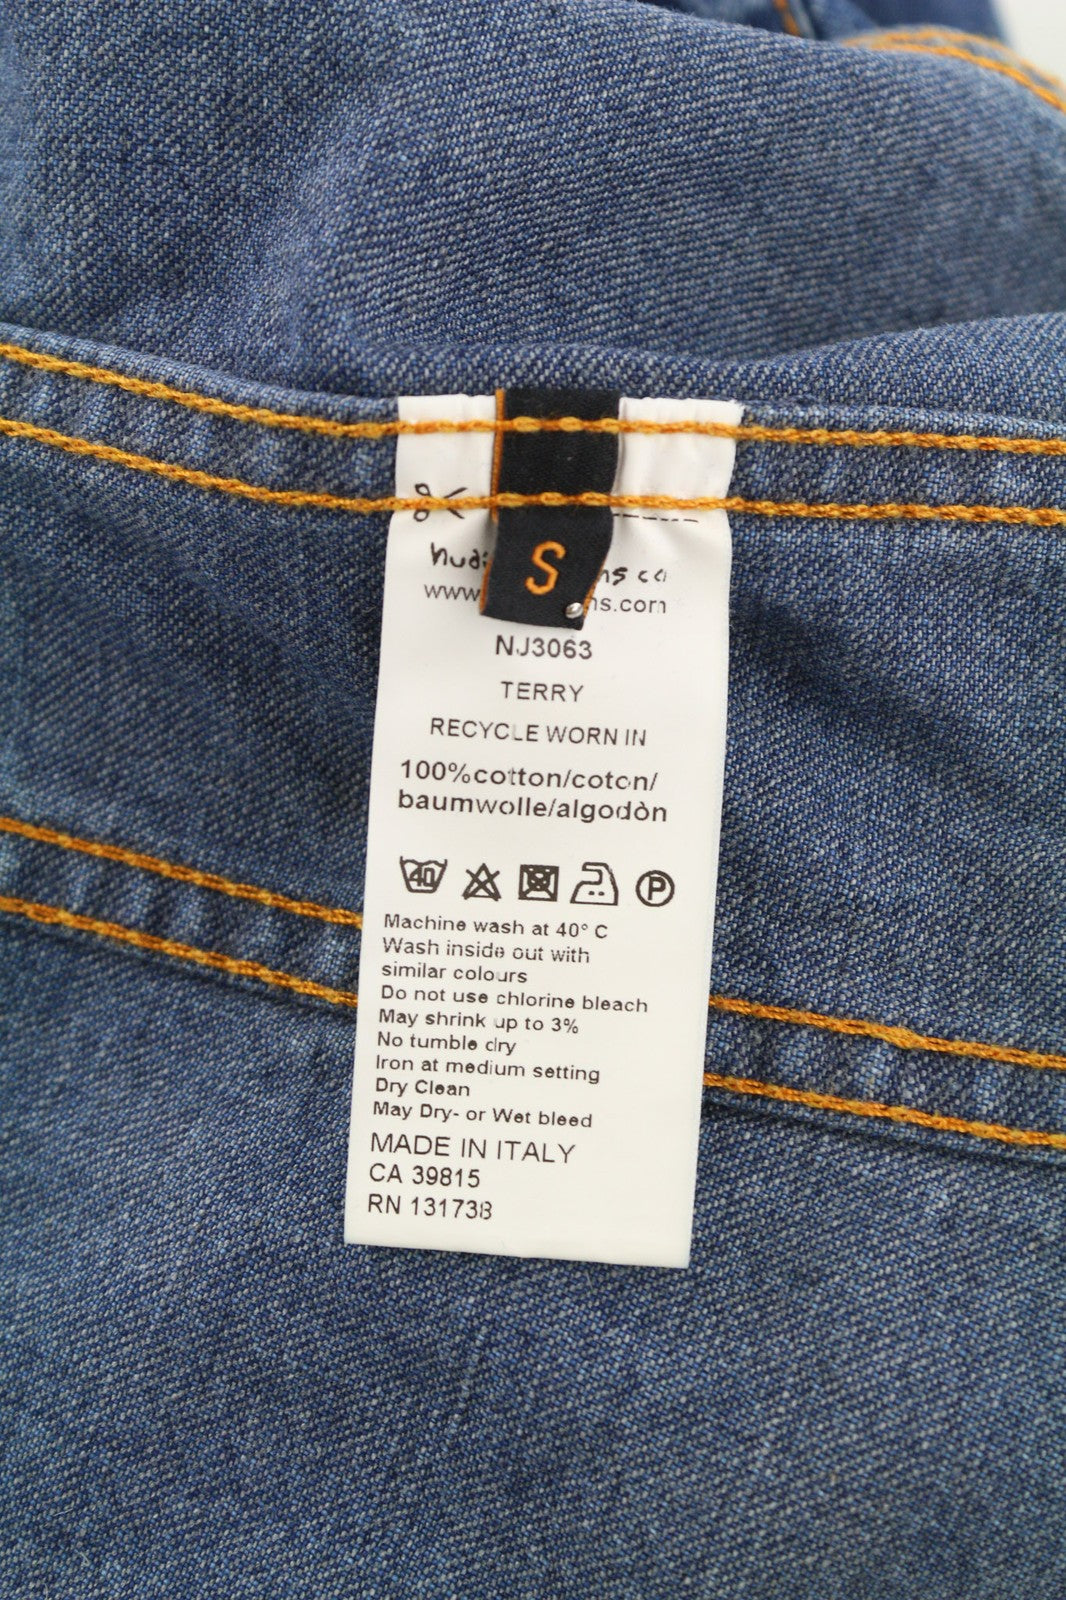 S
NJ3063
TERRY
RECYCLE WORN IN
100%cotton/coton/
baumwolle/algodòn
40 P
Machine wash at 40° C
Wash inside out with
similar colours
Do not use chlorine bleach
May shrink up to 3%
No tumble dry
Iron at medium setting
Dry Clean
May Dry- or Wet bleed
MADE IN ITALY
CA 39815
RN 131738